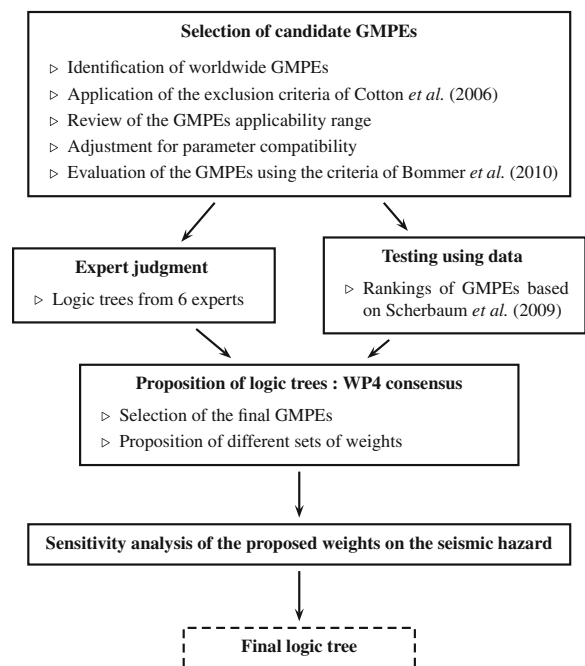 Selection of candidate GMPEs
▷ Identification of worldwide GMPEs
▷ Application of the exclusion criteria of Cotton et al. (2006)
▷ Review of the GMPEs applicability range
▷ Adjustment for parameter compatibility
▷ Evaluation of the GMPEs using the criteria of Bommer et al. (2010)
Expert judgment
▷ Logic trees from 6 experts
Testing using data
▷ Rankings of GMPEs based
on Scherbaum et al. (2009)
Proposition of logic trees : WP4 consensus
▷ Selection of the final GMPEs
▷ Proposition of different sets of weights
Sensitivity analysis of the proposed weights on the seismic hazard
Final logic tree